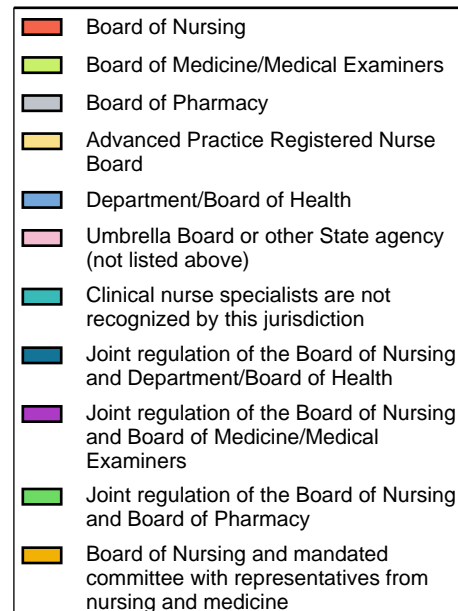 Board of Nursing
Board of Medicine/Medical Examiners
Board of Pharmacy
Advanced Practice Registered Nurse
Board
Department/Board of Health
Umbrella Board or other State agency
(not listed above)
Clinical nurse specialists are not
recognized by this jurisdiction
Joint regulation of the Board of Nursing
and Department/Board of Health
Joint regulation of the Board of Nursing
and Board of Medicine/Medical
Examiners
Joint regulation of the Board of Nursing
and Board of Pharmacy
Board of Nursing and mandated
committee with representatives from
nursing and medicine